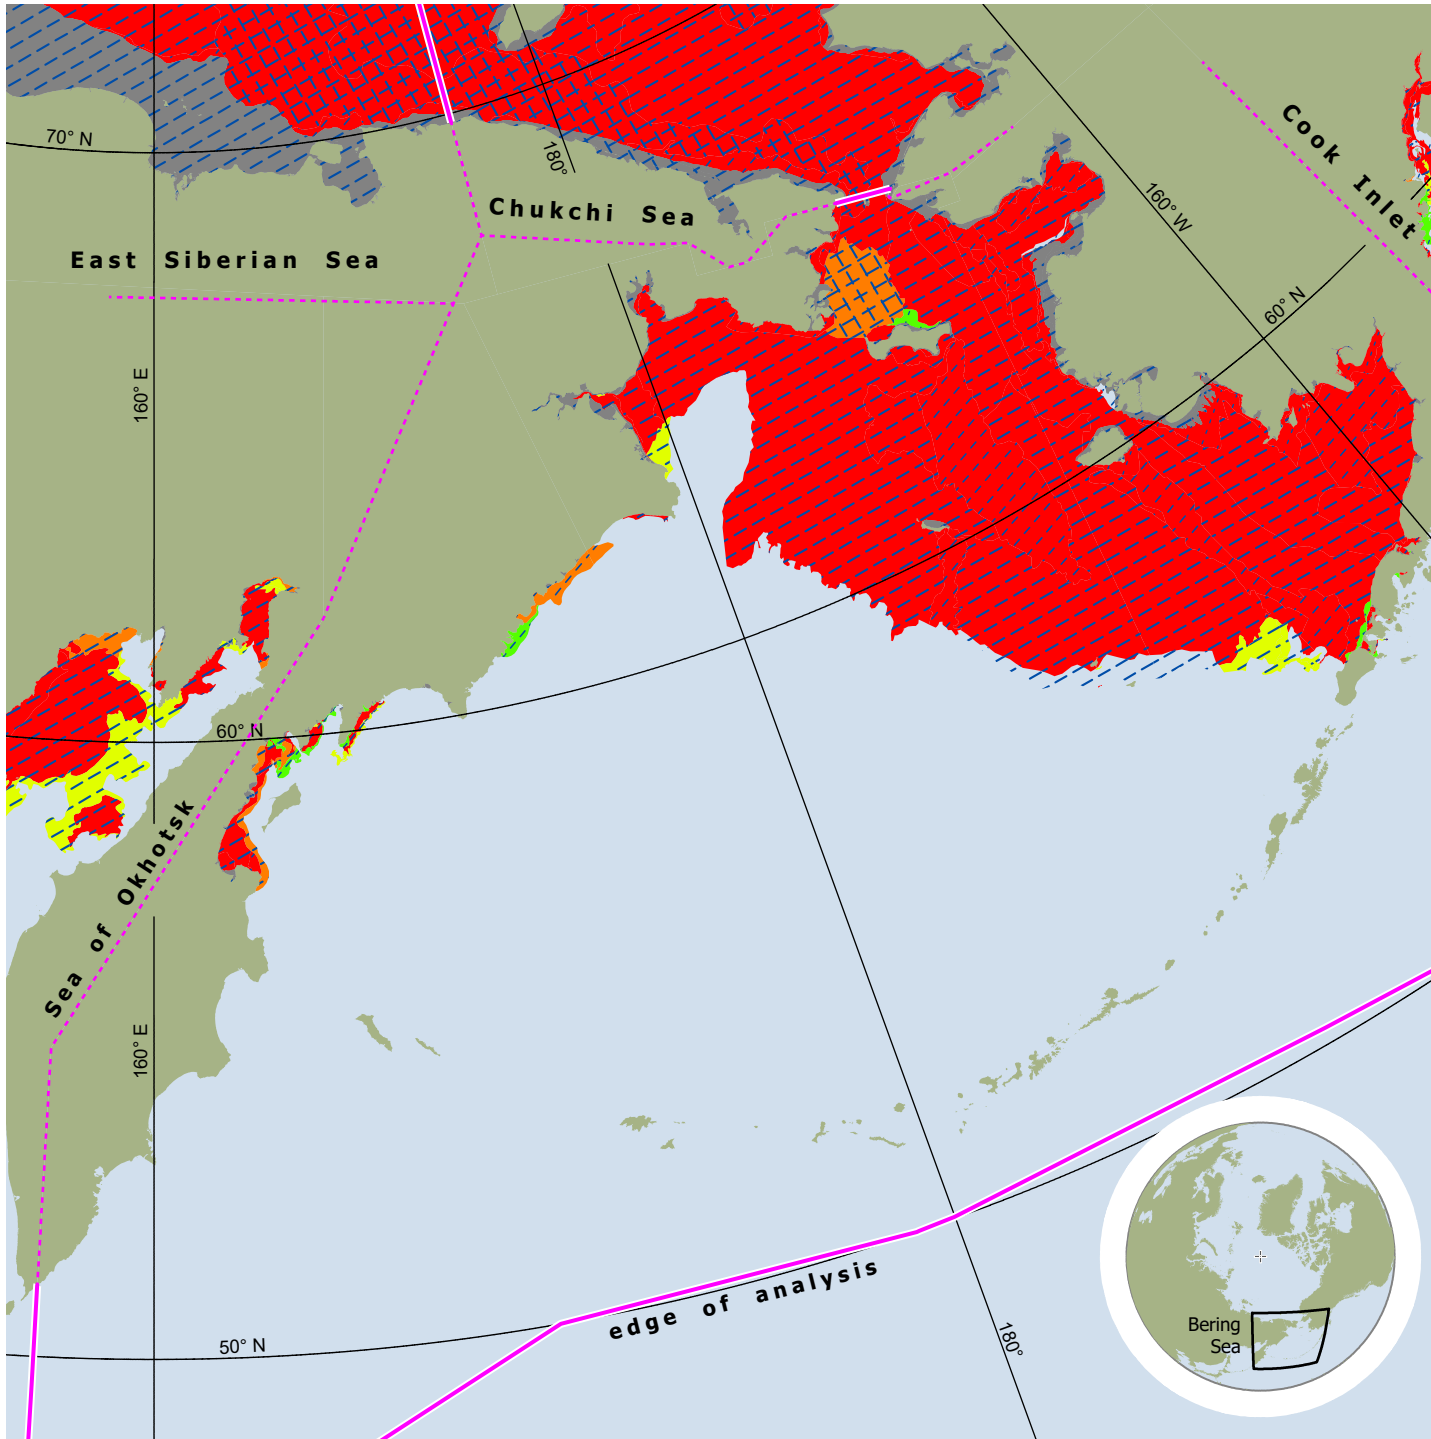 70° N
180°
Cook Inlet
160° W
Chukchi Sea
East Siberian Sea
60° N
160° E
60° N
Sea of Okhotsk
160° E
edge of analysis
180°
50° N
Bering
Sea